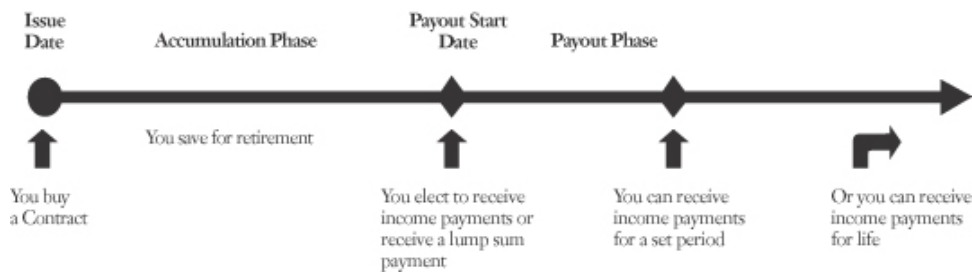 Issue
Date
Accumulation Phase
Payout Start
Date
Payout Phase
You save for retirement
You buy
a Contract
You elect to receive
income payments or
receive a lump sum
payment
You can receive
income payments
for a set period
Or you can receive
income payments
for life